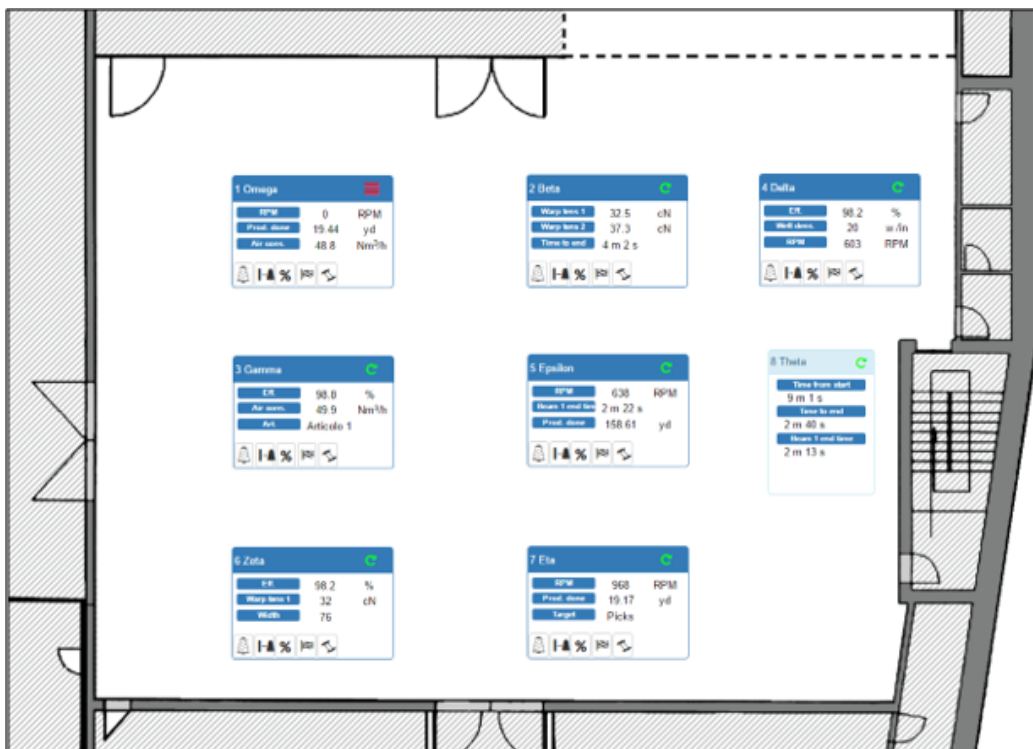 1 Omega
RPM 0 RPM
Prod. done 19.44 yd
Air cons. 48.8 Nm³/h
%
2 Beta
Warp tens 1 32.5 cN
Warp tens 2 37.3 cN
Time to end 4 m 2 s
%
4 Delta
Eff. 98.2 %
Weft dens. 20 w/in
RPM 603 RPM
%
3 Gamma
Eff. 98.8 %
Air cons. 49.9 Nm³/h
Art. Articolo 1
%
5 Epsilon
RPM 638 RPM
Beam 1 end tim 2 m 22 s
Prod. done 158.61 yd
%
8 Theta
Time from start
9 m 1 s
Time to end
2 m 40 s
Beam 1 end time
2 m 13 s
6 Zeta
Eff. 98.2 %
Warp tens 1 32 cN
Width 76
%
7 Eta
RPM 968 RPM
Prod. done 19.17 yd
Target Picks
%